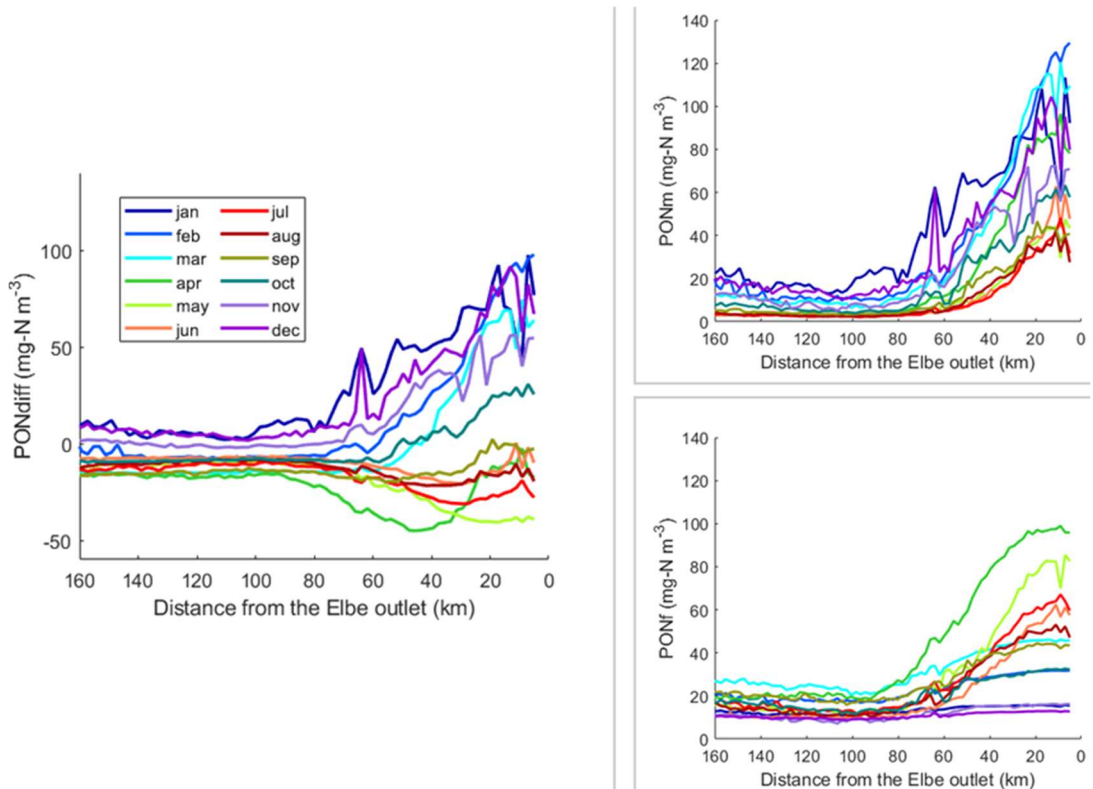 PONdiff (mg-N m-3)
100
50
0
-50
jan jul
feb aug
mar sep
apr oct
may nov
jun dec
160 140 120 100 80 60 40 20 0
Distance from the Elbe outlet (km)
PONm (mg-N m-3)
140
120
100
80
60
40
20
0
160 140 120 100 80 60 40 20 0
Distance from the Elbe outlet (km)
PONf (mg-N m-3)
140
120
100
80
60
40
20
0
160 140 120 100 80 60 40 20 0
Distance from the Elbe outlet (km)